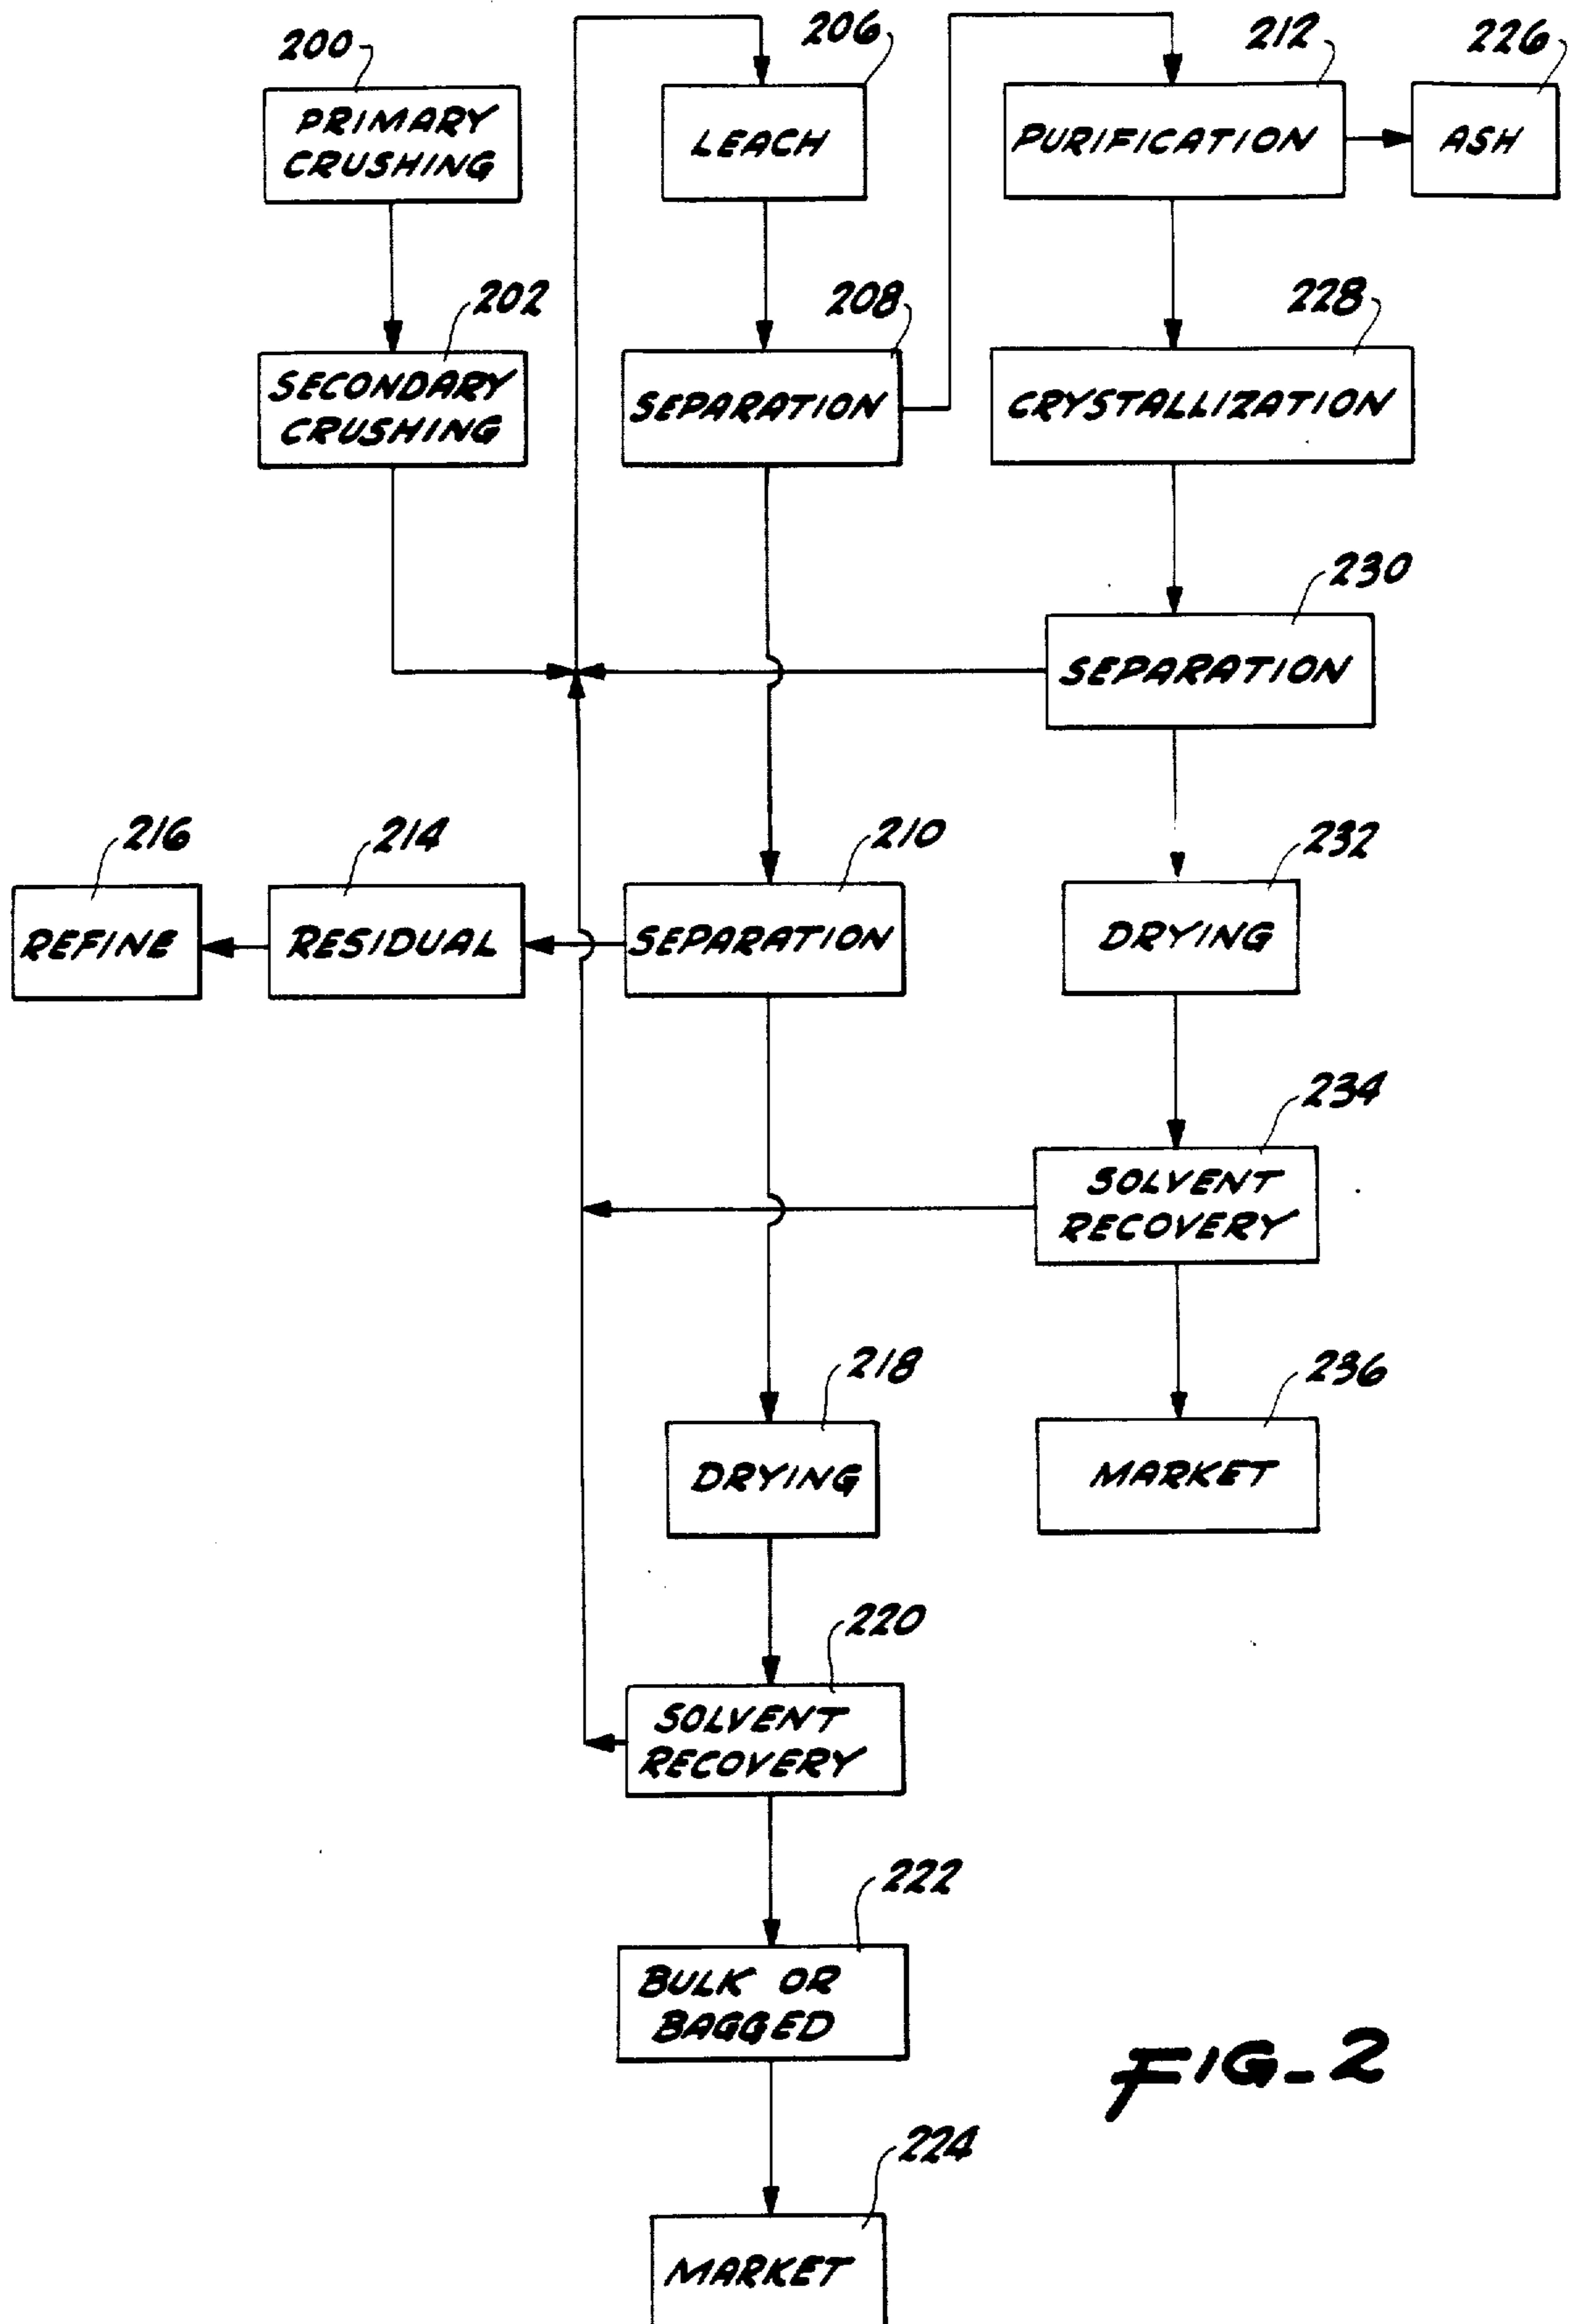 200
PRIMARY
CRUSHING
206
LEACH
212
PURIFICATION
226
ASH
202
SECONDARY
CRUSHING
208
SEPARATION
228
CRYSTALLIZATION
230
SEPARATION
216
REFINE
214
RESIDUAL
210
SEPARATION
232
DRYING
234
SOLVENT
RECOVERY
218
DRYING
236
MARKET
220
SOLVENT
RECOVERY
222
BULK OR
BAGGED
224
MARKET
FIG_2